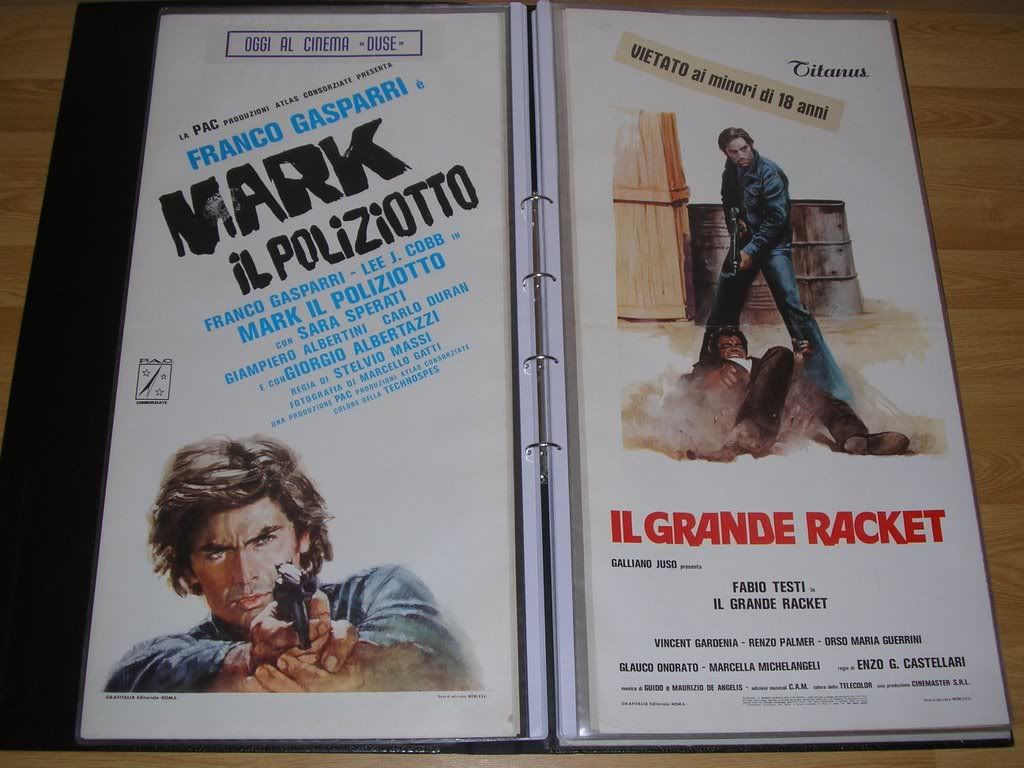 OGGI AL CINEMA «DUSE»
LA PAC PRODUZIONI ATLAS CONSORZIATE PRESENTA
FRANCO GASPARRI è
MARK
IL POLIZIOTTO
FRANCO GASPARRI - LEE J. COBB IN
MARK IL POLIZIOTTO
CON SARA SPERATI
GIAMPIERO ALBERTINI CARLO DURAN
E CON GIORGIO ALBERTAZZI
REGIA DI STELVIO MASSI
FOTOGRAFIA DI MARCELLO GATTI
UNA PRODUZIONE PAC PRODUZIONI ATLAS CONSORZIATE
COLORE DELLA TECHNOSPES
P.A.C.
CONSORZIATE
GRAFITALIA Editoriale -ROMA-
VIETATO ai minori di 18 anni
Titanus
IL GRANDE RACKET
GALLIANO JUSO presenta
FABIO TESTI in
IL GRANDE RACKET
VINCENT GARDENIA - RENZO PALMER - ORSO MARIA GUERRINI
GLAUCO ONORATO - MARCELLA MICHELANGELI regia di ENZO G. CASTELLARI
musica di GUIDO e MAURIZIO DE ANGELIS - edizioni musicali C.A.M. colore della TELECOLOR una produzione CINEMASTER S.R.L.
GRAFITALIA Editoriale -ROMA-